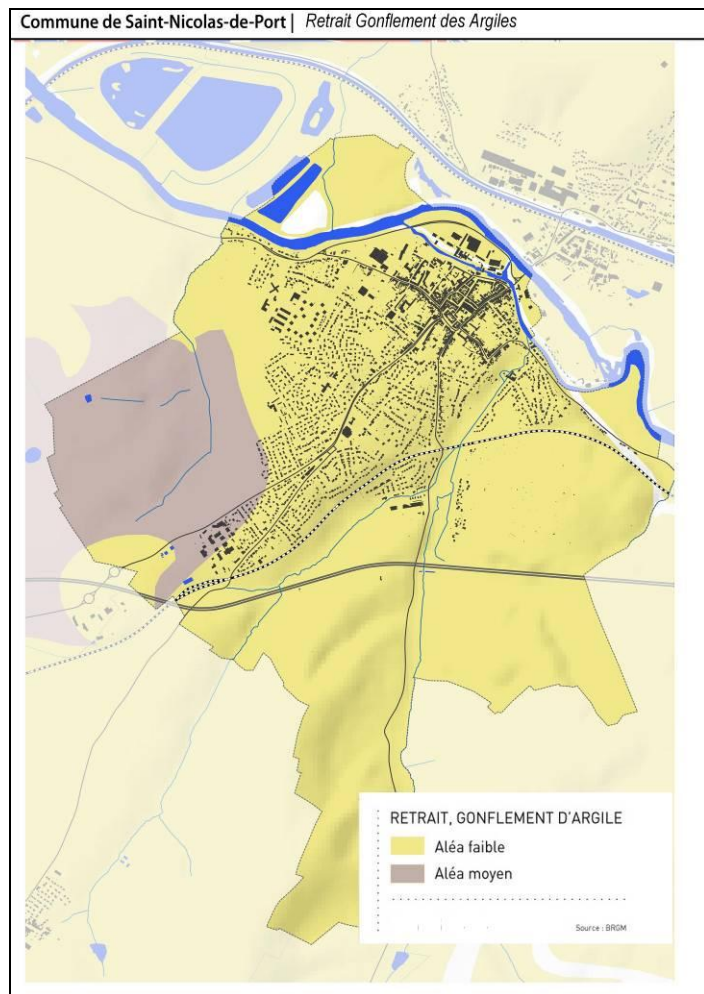 Commune de Saint-Nicolas-de-Port | Retrait Gonflement des Argiles
RETRAIT, GONFLEMENT D'ARGILE
Aléa faible
Aléa moyen
Source : BRGM